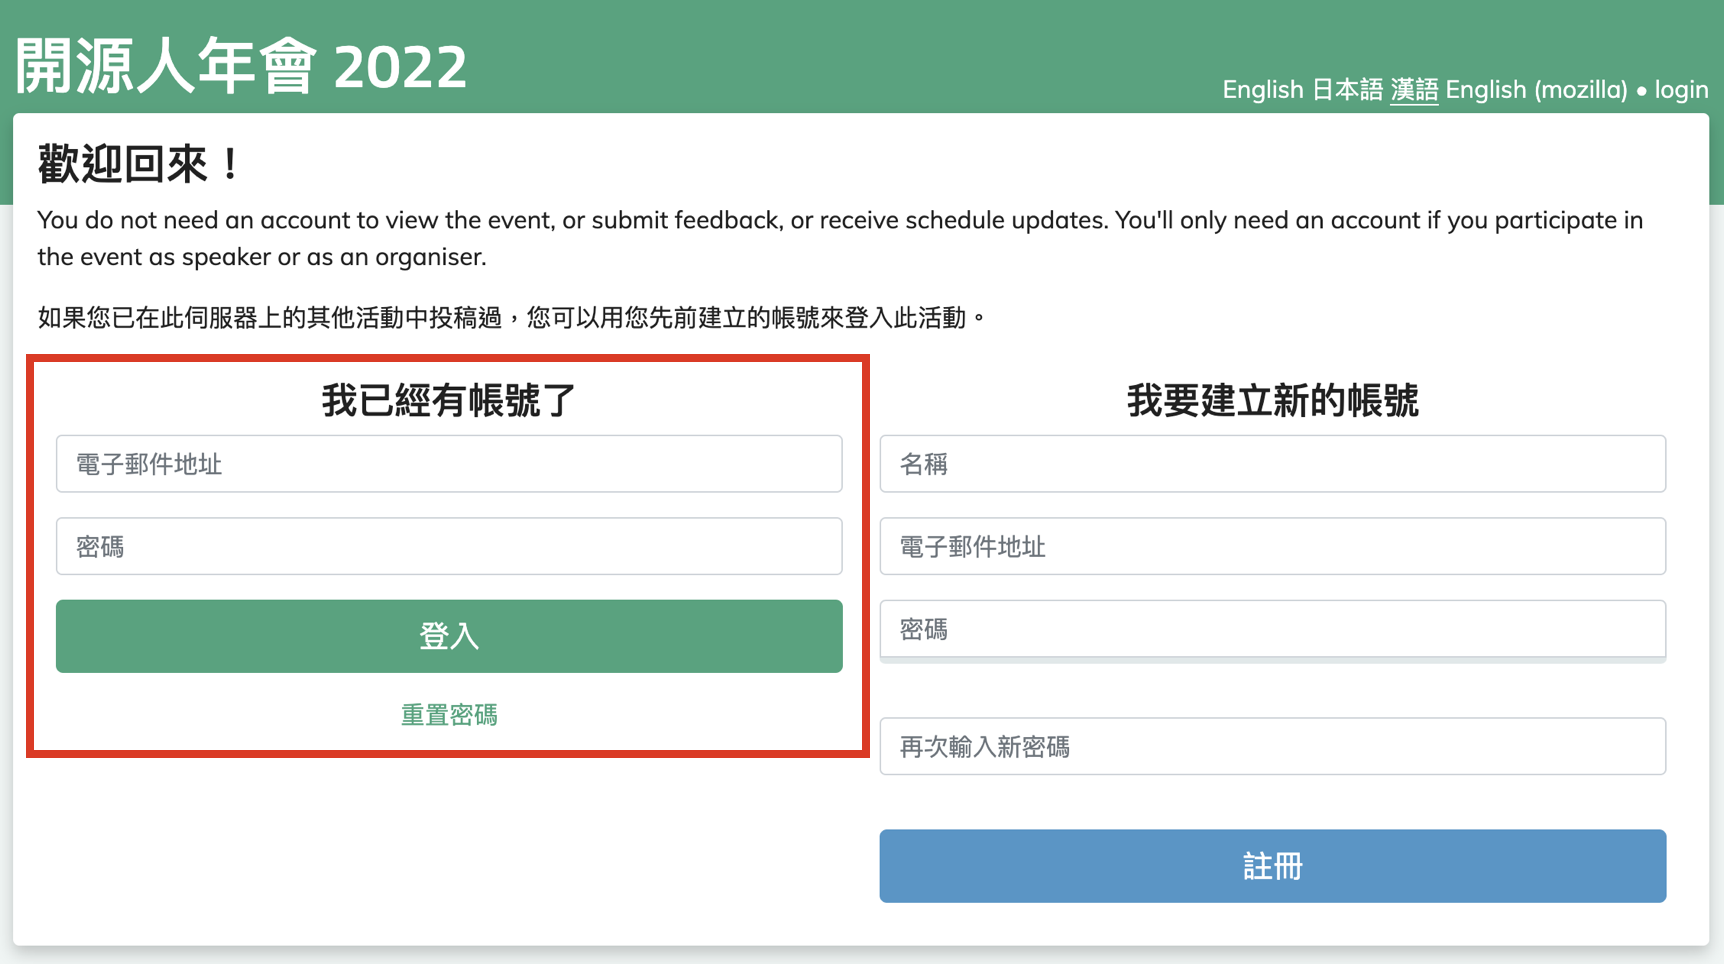 開源人年會 2022
English 日本語 漢語 English (mozilla) • login
歡迎回來！
You do not need an account to view the event, or submit feedback, or receive schedule updates. You'll only need an account if you participate in
the event as speaker or as an organiser.
如果您已在此伺服器上的其他活動中投稿過，您可以用您先前建立的帳號來登入此活動。
我已經有帳號了
電子郵件地址
密碼
登入
重置密碼
我要建立新的帳號
名稱
電子郵件地址
密碼
再次輸入新密碼
註冊